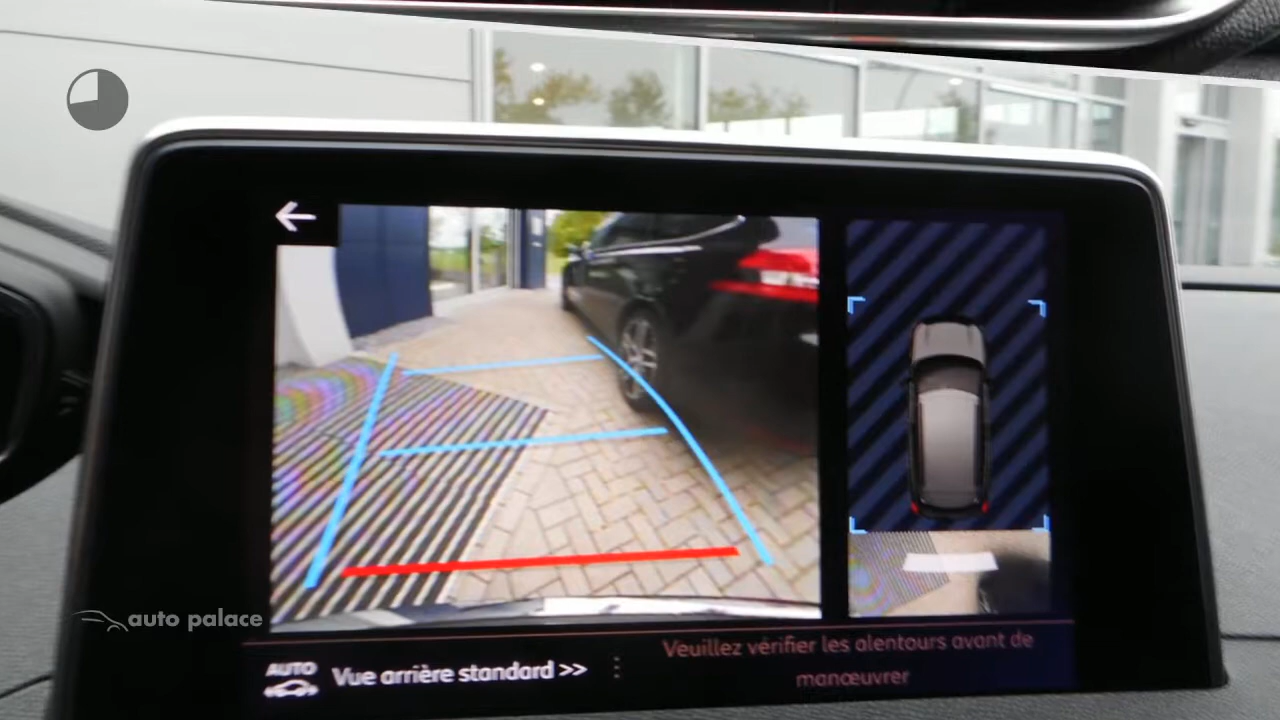 auto palace
AUTO
Vue arrière standard >>
Veuillez vérifier les alentours avant de
manœuvrer